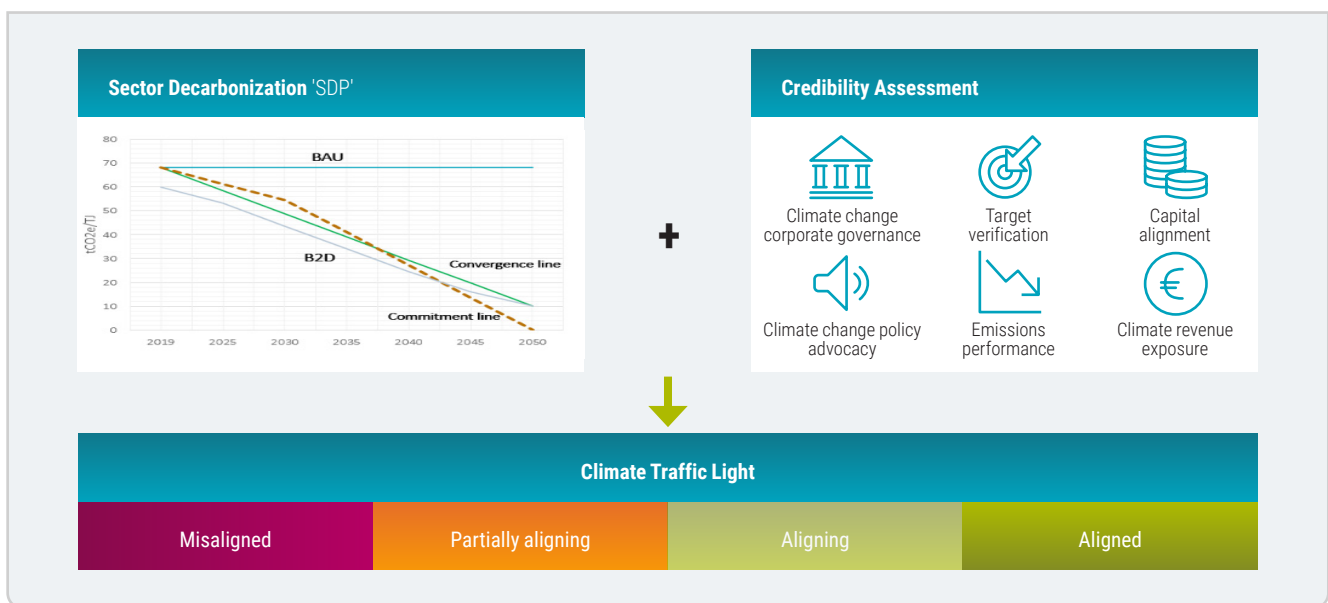 Sector Decarbonization 'SDP'
80
70
60
50
40
30
20
10
0
tCO2e/TJ
BAU
B2D
Convergence line
Commitment line
2019 2025 2030 2035 2040 2045 2050
+
Credibility Assessment
Climate change
corporate governance
Target
verification
Capital
alignment
€
Climate change policy
advocacy
Emissions
performance
Climate revenue
exposure
Climate Traffic Light
Misaligned
Partially aligning
Aligning
Aligned